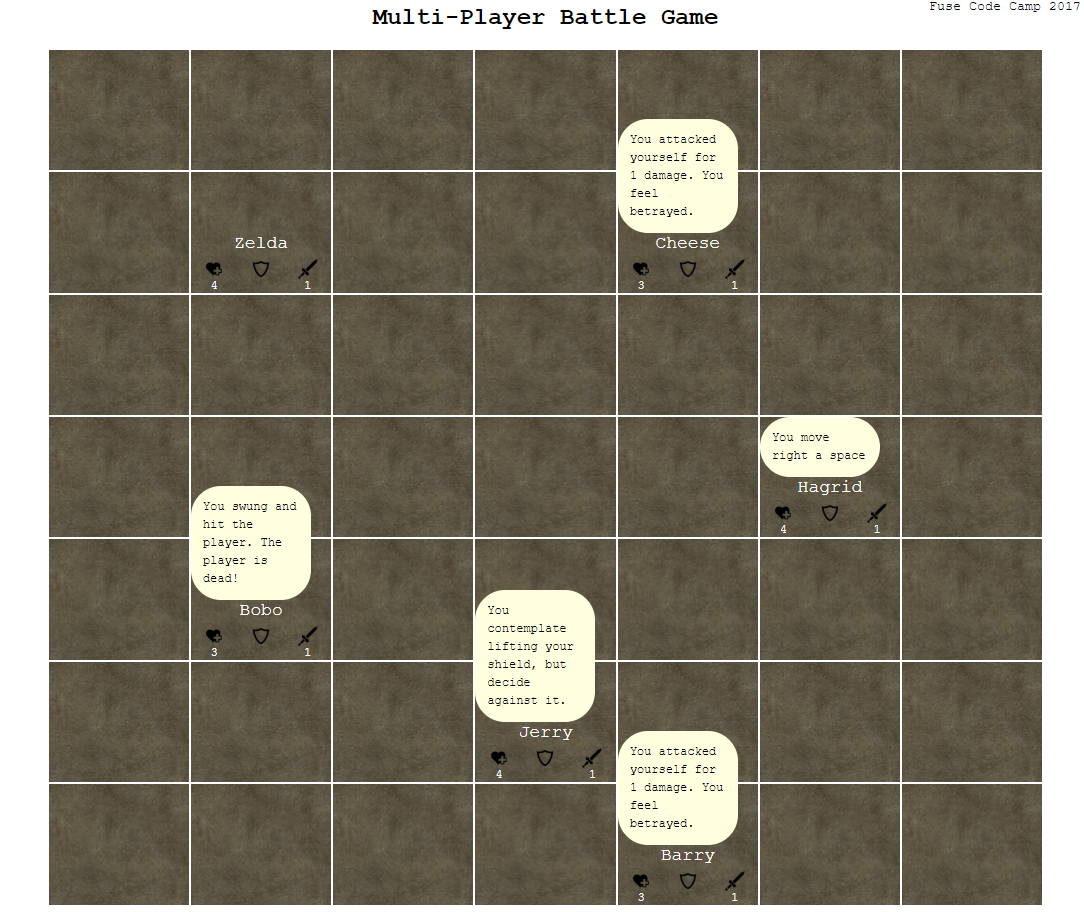 Fuse Code Camp 2017
Multi-Player Battle Game
You attacked
yourself for
1 damage. You
feel
betrayed.
Zelda
4
1
Cheese
3
1
You move
right a space
Hagrid
4
1
You swung and
hit the
player. The
player is
dead!
Bobo
3
1
You
contemplate
lifting your
shield, but
decide
against it.
Jerry
4
1
You attacked
yourself for
1 damage. You
feel
betrayed.
Barry
3
1